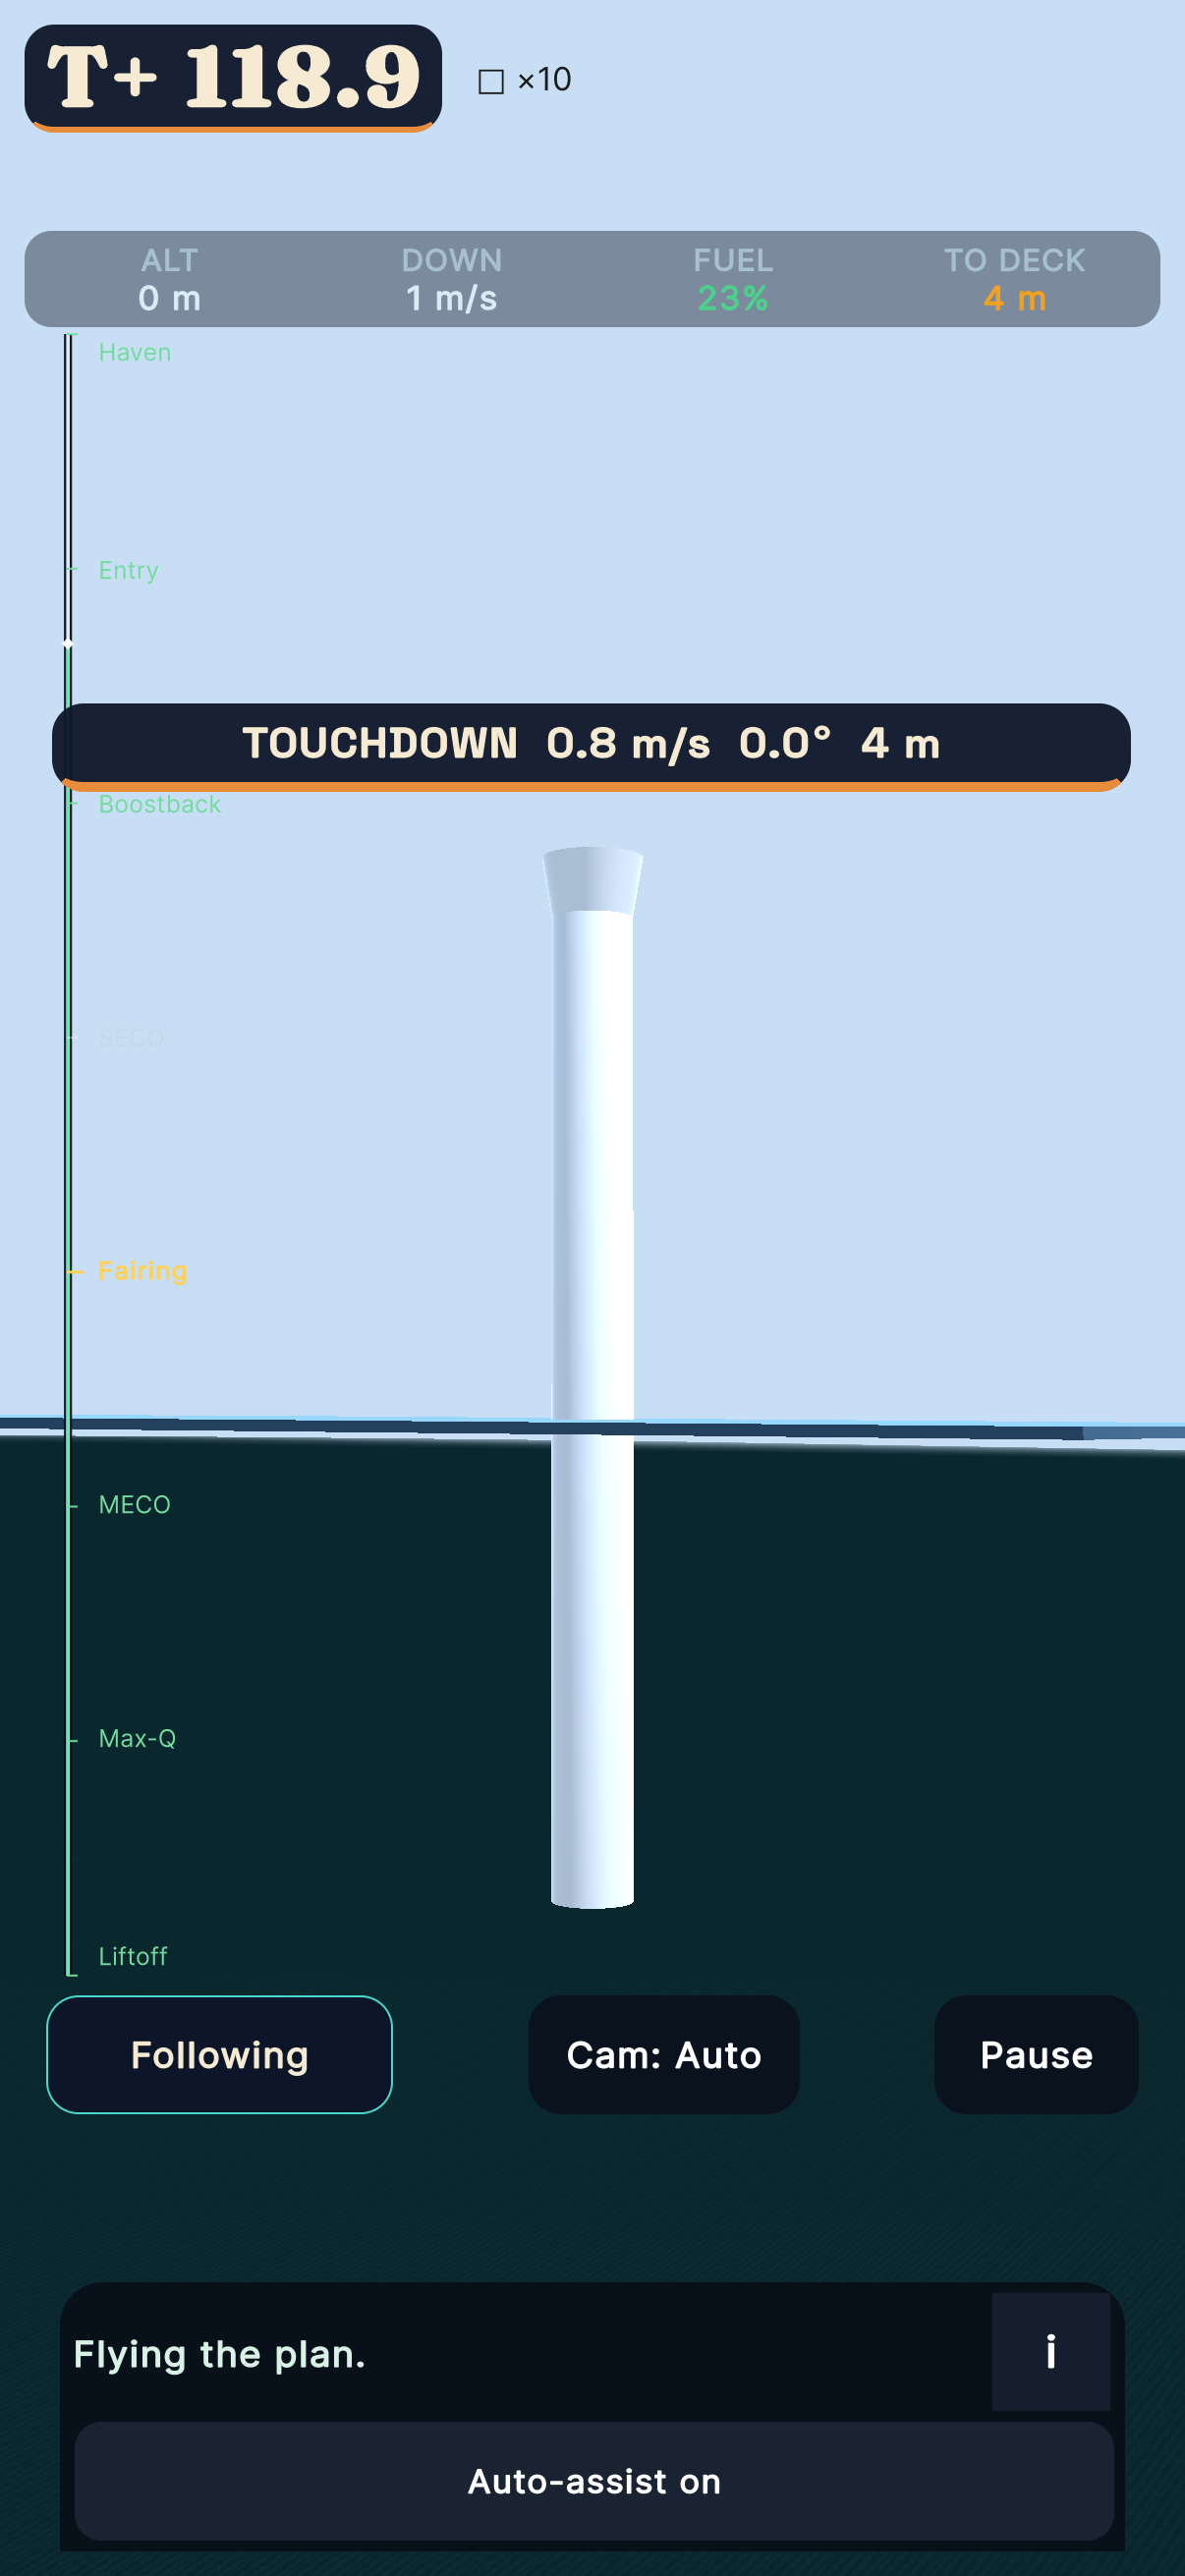 T+ 118.9
×10
ALT DOWN FUEL TO DECK
0 m 1 m/s 23% 4 m
Haven
Entry
TOUCHDOWN 0.8 m/s 0.0° 4 m
Boostback
SECO
Fairing
MECO
Max-Q
Liftoff
Following Cam: Auto Pause
Flying the plan. i
Auto-assist on